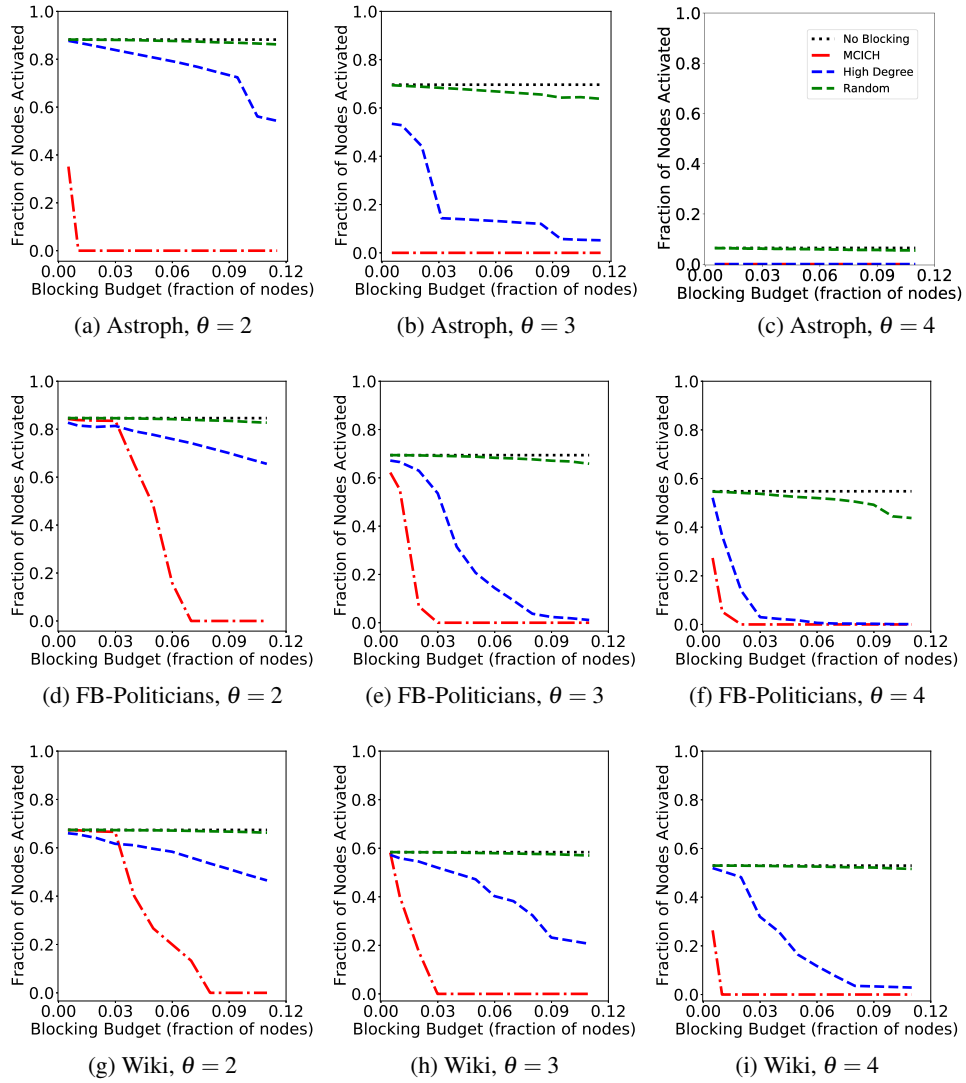 1.0
0.8
0.6
0.4
0.2
0.0
Fraction of Nodes Activated
0.00 0.03 0.06 0.09 0.12
Blocking Budget (fraction of nodes)
(a) Astroph, θ = 2
1.0
0.8
0.6
0.4
0.2
0.0
Fraction of Nodes Activated
0.00 0.03 0.06 0.09 0.12
Blocking Budget (fraction of nodes)
(b) Astroph, θ = 3
1.0
0.8
0.6
0.4
0.2
0.0
Fraction of Nodes Activated
No Blocking
MCICH
High Degree
Random
0.00 0.03 0.06 0.09 0.12
Blocking Budget (fraction of nodes)
(c) Astroph, θ = 4
1.0
0.8
0.6
0.4
0.2
0.0
Fraction of Nodes Activated
0.00 0.03 0.06 0.09 0.12
Blocking Budget (fraction of nodes)
(d) FB-Politicians, θ = 2
1.0
0.8
0.6
0.4
0.2
0.0
Fraction of Nodes Activated
0.00 0.03 0.06 0.09 0.12
Blocking Budget (fraction of nodes)
(e) FB-Politicians, θ = 3
1.0
0.8
0.6
0.4
0.2
0.0
Fraction of Nodes Activated
0.00 0.03 0.06 0.09 0.12
Blocking Budget (fraction of nodes)
(f) FB-Politicians, θ = 4
1.0
0.8
0.6
0.4
0.2
0.0
Fraction of Nodes Activated
0.00 0.03 0.06 0.09 0.12
Blocking Budget (fraction of nodes)
(g) Wiki, θ = 2
1.0
0.8
0.6
0.4
0.2
0.0
Fraction of Nodes Activated
0.00 0.03 0.06 0.09 0.12
Blocking Budget (fraction of nodes)
(h) Wiki, θ = 3
1.0
0.8
0.6
0.4
0.2
0.0
Fraction of Nodes Activated
0.00 0.03 0.06 0.09 0.12
Blocking Budget (fraction of nodes)
(i) Wiki, θ = 4